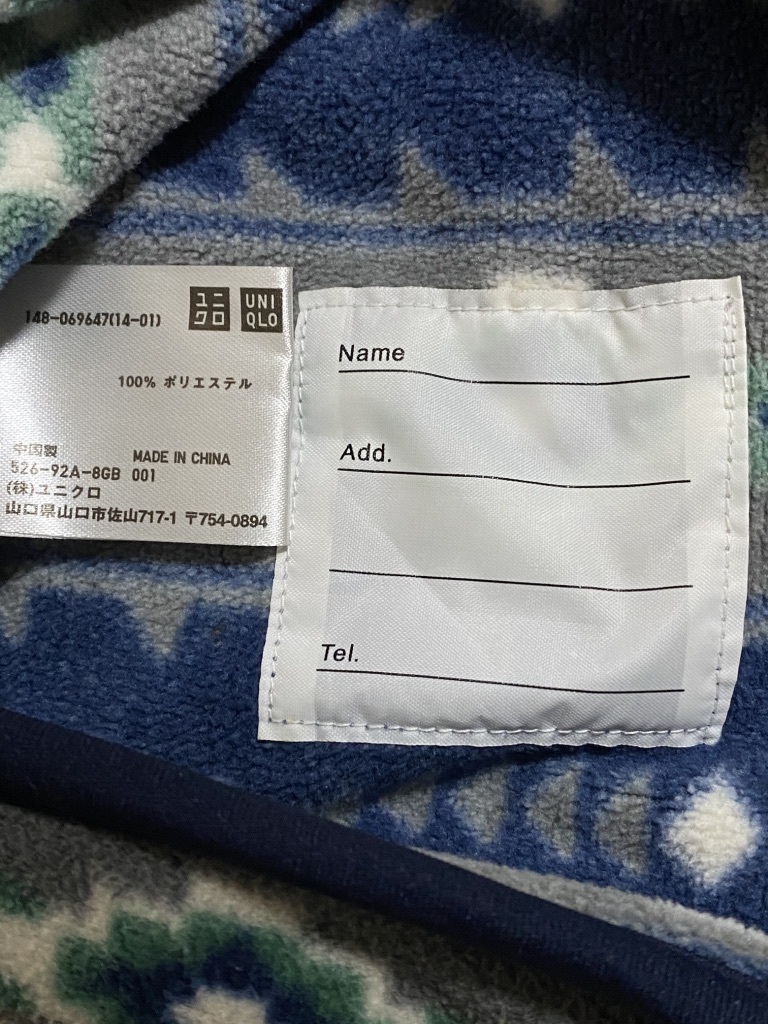 148-069647(14-01)
ユニ
クロ
UNI
QLO
100% ポリエステル
中国製 MADE IN CHINA
526-92A-8GB 001
(株)ユニクロ
山口県山口市佐山717-1 〒754-0894
Name
Add.
Tel.